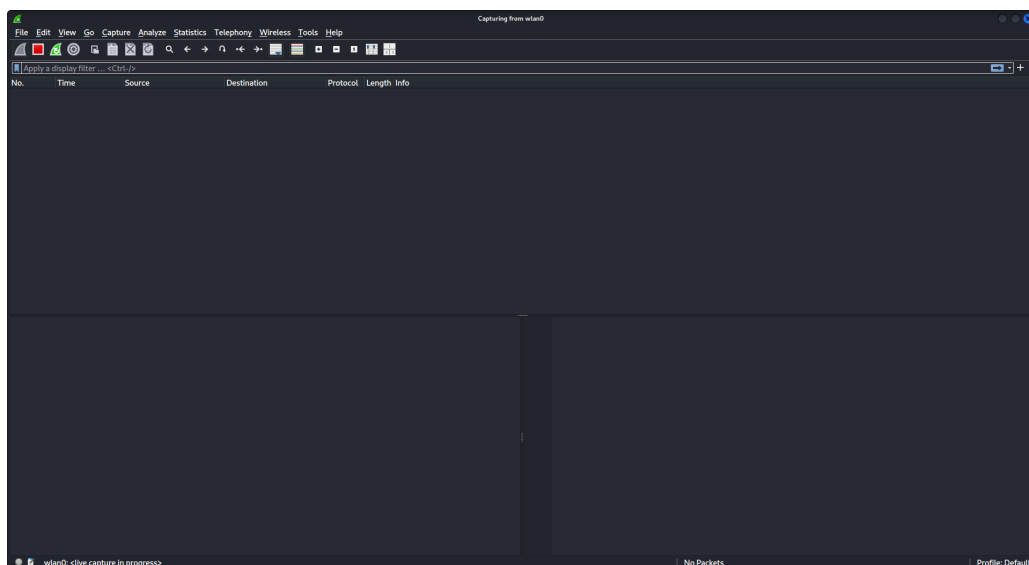 Capturing from wlan0
File Edit View Go Capture Analyze Statistics Telephony Wireless Tools Help
Apply a display filter ... <Ctrl-/>
No. Time Source Destination Protocol Length Info
wlan0: <live capture in progress> No Packets Profile: Default